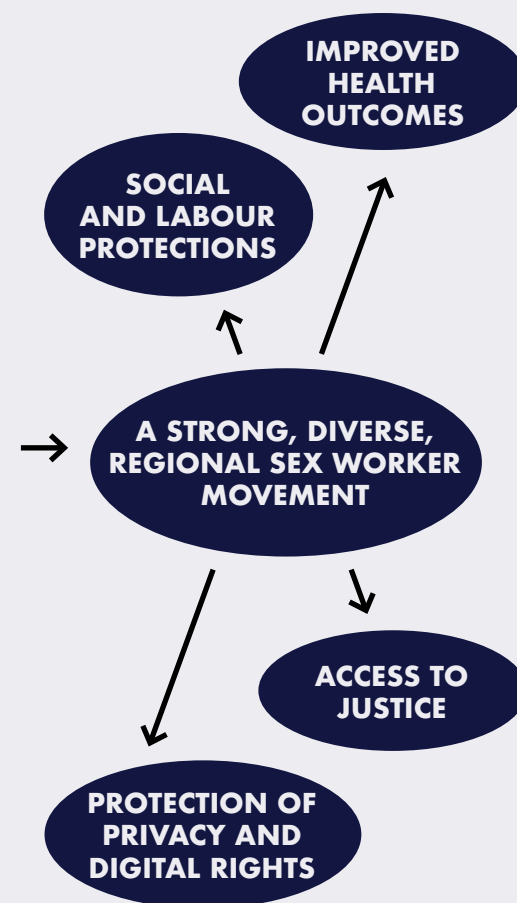 IMPROVED
HEALTH
OUTCOMES
SOCIAL
AND LABOUR
PROTECTIONS
A STRONG, DIVERSE,
REGIONAL SEX WORKER
MOVEMENT
ACCESS TO
JUSTICE
PROTECTION OF
PRIVACY AND
DIGITAL RIGHTS